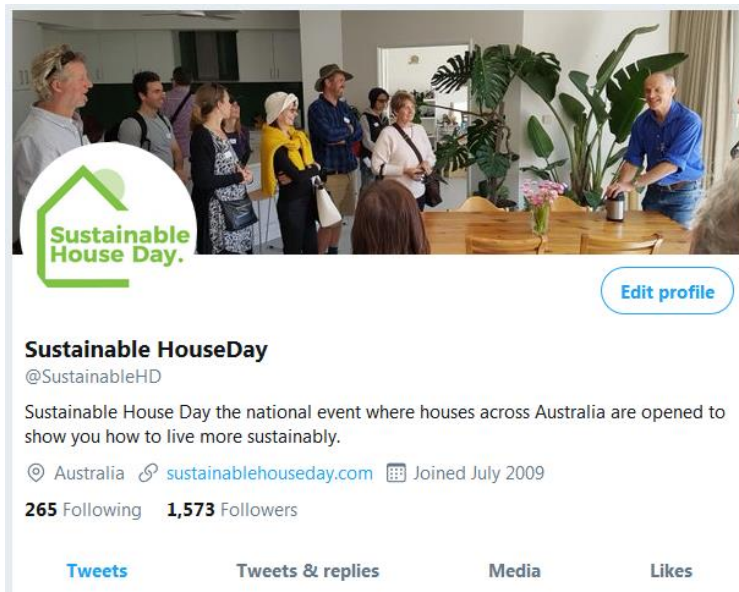 Sustainable
House Day.
Edit profile
Sustainable HouseDay
@SustainableHD
Sustainable House Day the national event where houses across Australia are opened to
show you how to live more sustainably.
Australia sustainablehouseday.com Joined July 2009
265 Following 1,573 Followers
Tweets Tweets & replies Media Likes